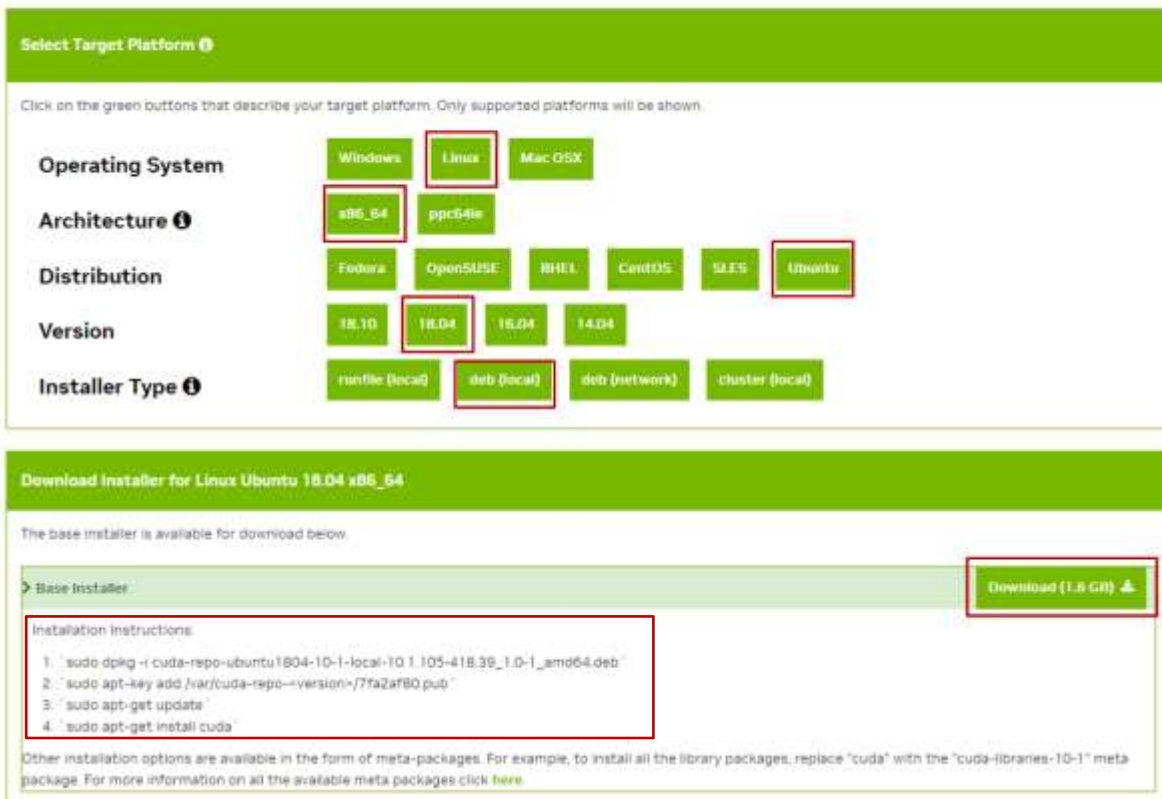 Select Target Platform
Click on the green buttons that describe your target platform. Only supported platforms will be shown.
Operating System Windows Linux Mac OSX
Architecture x86_64 ppc64le
Distribution Fedora OpenSUSE RHEL CentOS SLES Ubuntu
Version 18.10 18.04 16.04 14.04
Installer Type runfile (local) deb (local) deb (network) cluster (local)
Download Installer for Linux Ubuntu 18.04 x86_64
The base installer is available for download below.
> Base Installer Download (1.6 GB)
Installation Instructions:
1. `sudo dpkg -i cuda-repo-ubuntu1804-10-1-local-10.1.105-418.39_1.0-1_amd64.deb`
2. `sudo apt-key add /var/cuda-repo-<version>/7fa2af80.pub`
3. `sudo apt-get update`
4. `sudo apt-get install cuda`
Other installation options are available in the form of meta-packages. For example, to install all the library packages, replace "cuda" with the "cuda-libraries-10-1" meta
package. For more information on all the available meta packages click here.